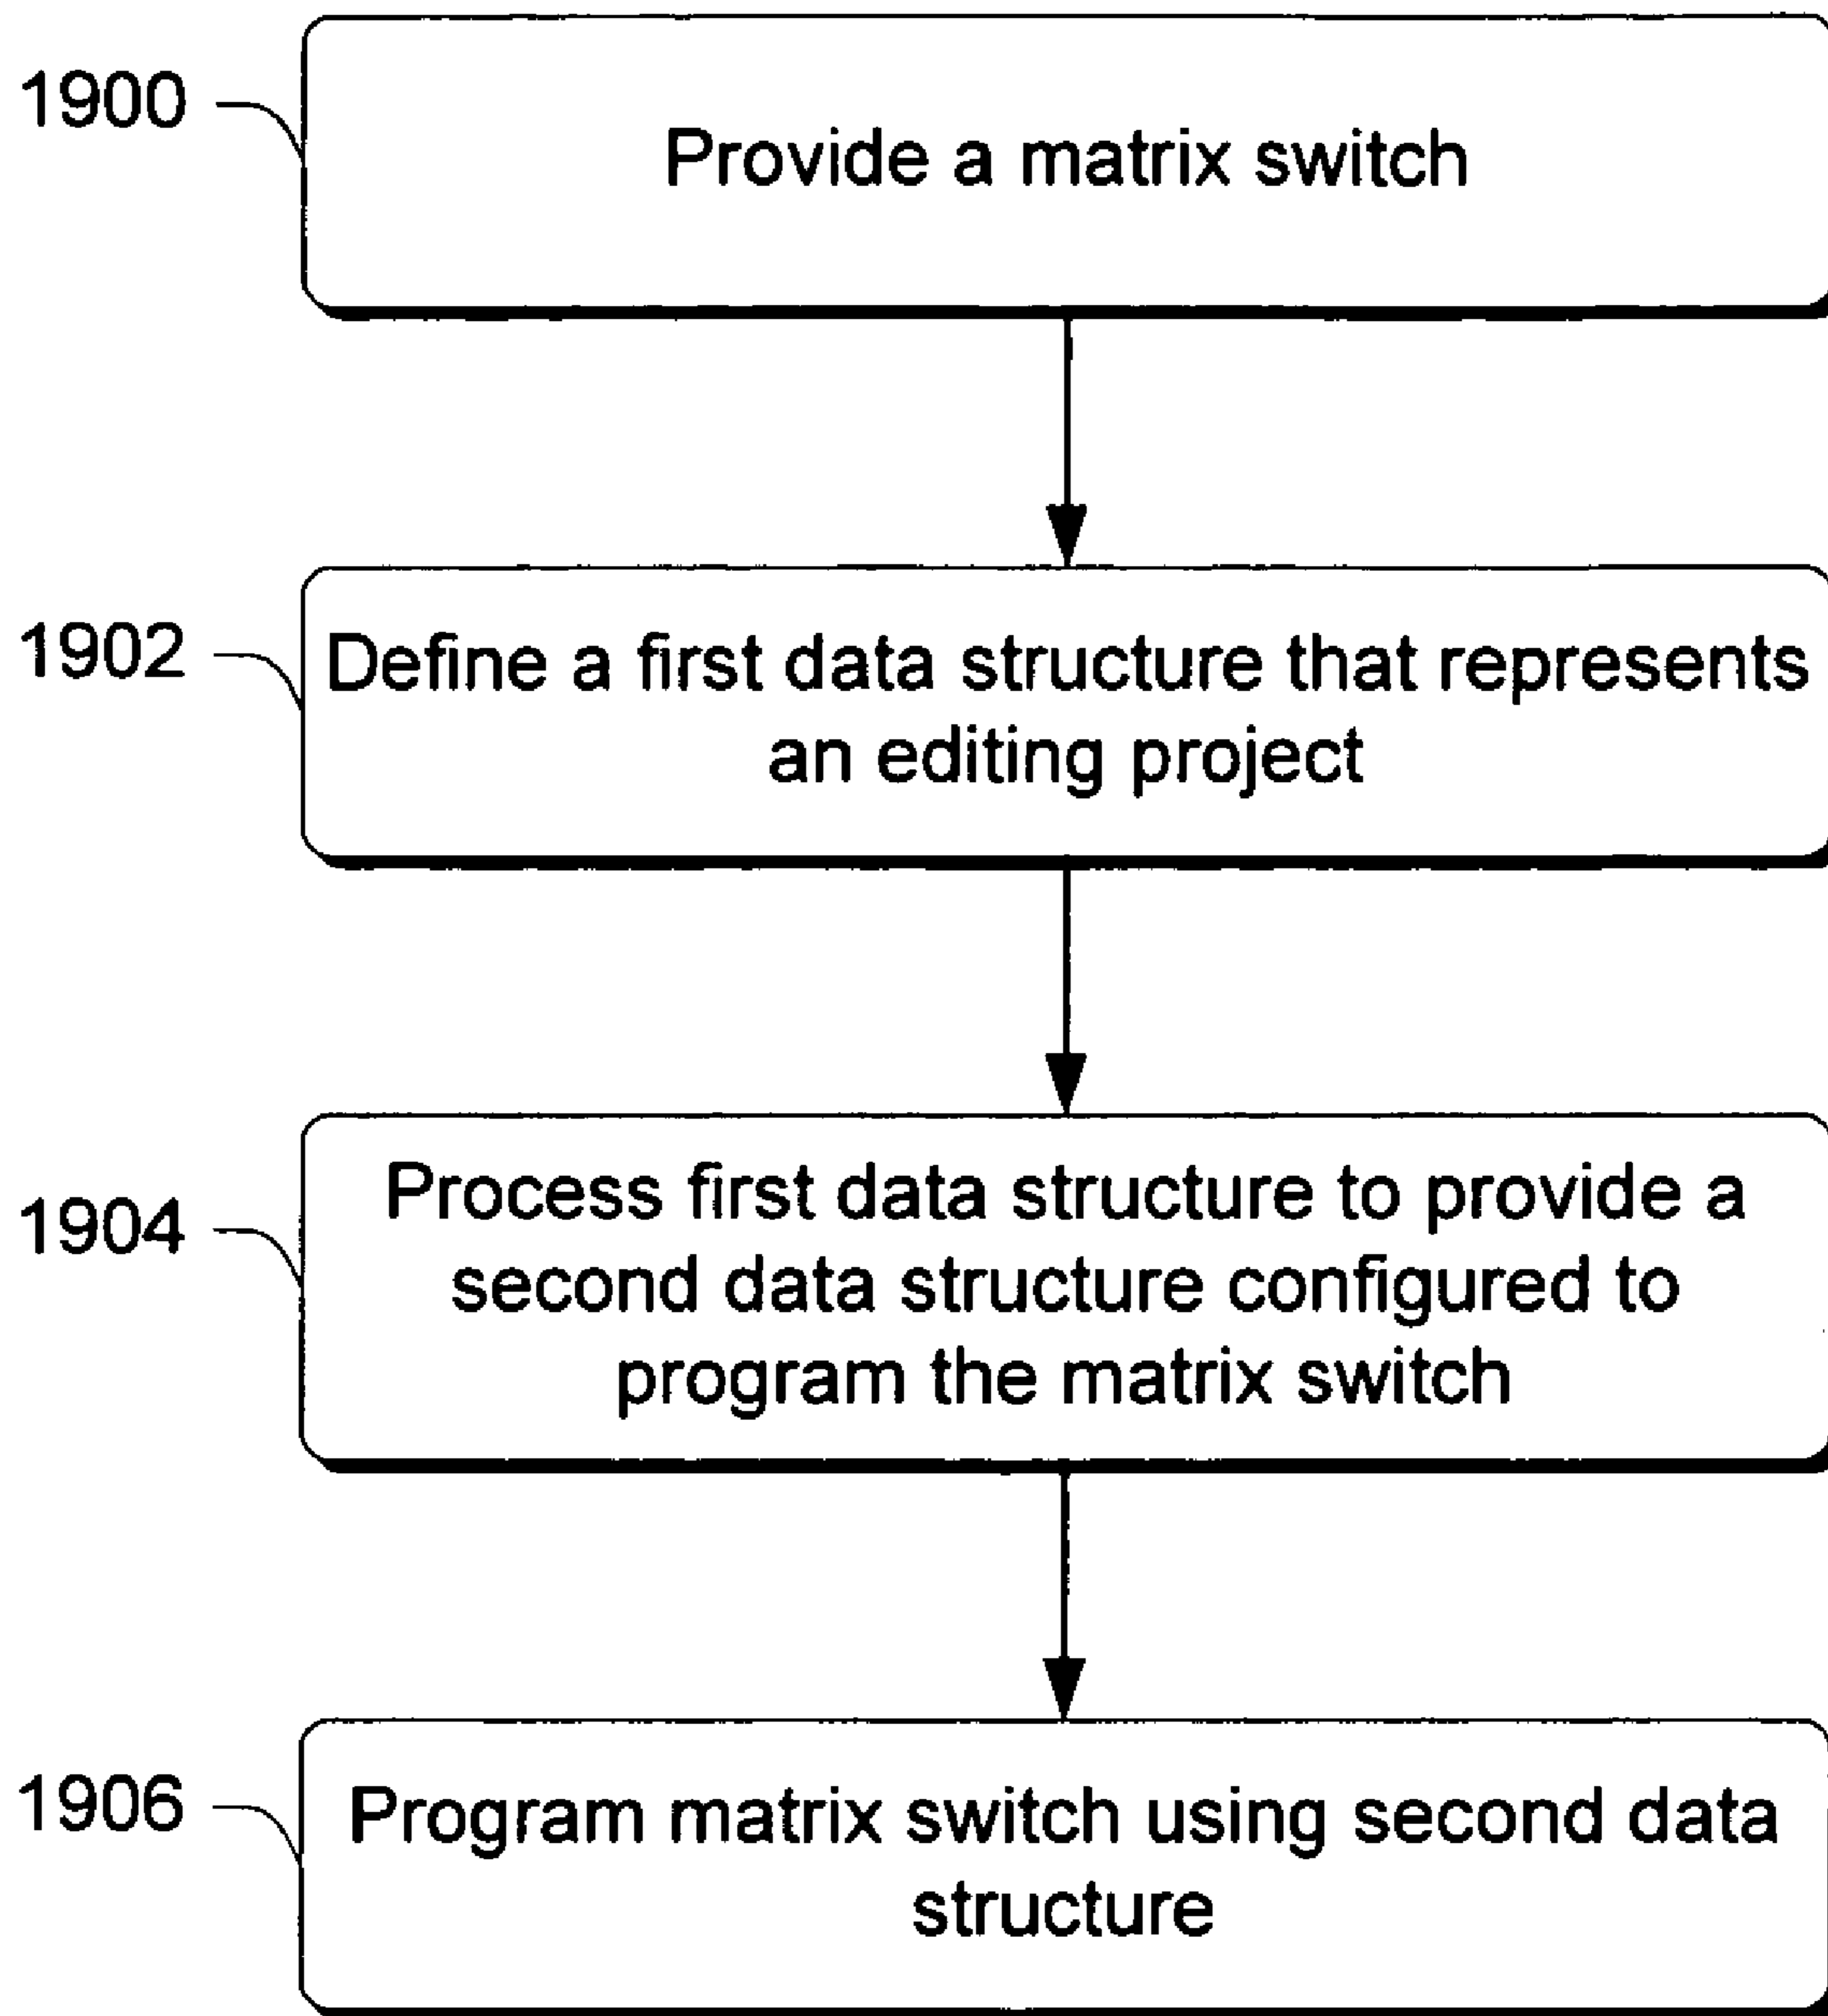 1900
Provide a matrix switch
1902
Define a first data structure that represents
an editing project
1904
Process first data structure to provide a
second data structure configured to
program the matrix switch
1906
Program matrix switch using second data
structure